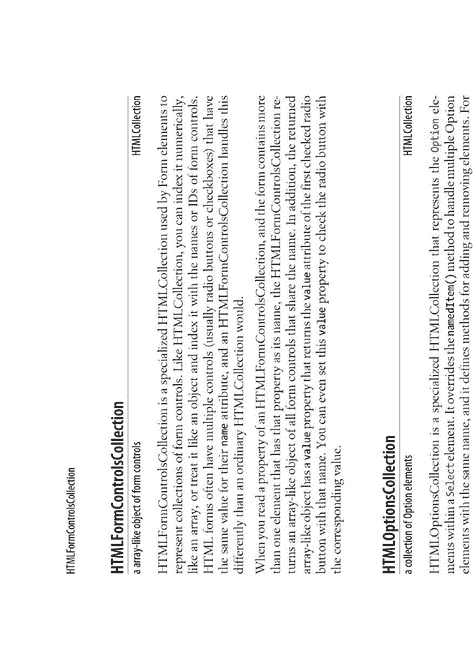 HTMLFormControlsCollection
HTMLFormControlsCollection
a array-like object of form controls HTMLCollection
HTMLFormControlsCollection is a specialized HTMLCollection used by Form elements to
represent collections of form controls. Like HTMLCollection, you can index it numerically,
like an array, or treat it like an object and index it with the names or IDs of form controls.
HTML forms often have multiple controls (usually radio buttons or checkboxes) that have
the same value for their name attribute, and an HTMLFormControlsCollection handles this
differently than an ordinary HTMLCollection would.
When you read a property of an HTMLFormControlsCollection, and the form contains more
than one element that has that property as its name, the HTMLFormControlsCollection re-
turns an array-like object of all form controls that share the name. In addition, the returned
array-like object has a value property that returns the value attribute of the first checked radio
button with that name. You can even set this value property to check the radio button with
the corresponding value.
HTMLOptionsCollection
a collection of Option elements HTMLCollection
HTMLOptionsCollection is a specialized HTMLCollection that represents the Option ele-
ments within a Select element. It overrides the namedItem() method to handle multiple Option
elements with the same name, and it defines methods for adding and removing elements. For